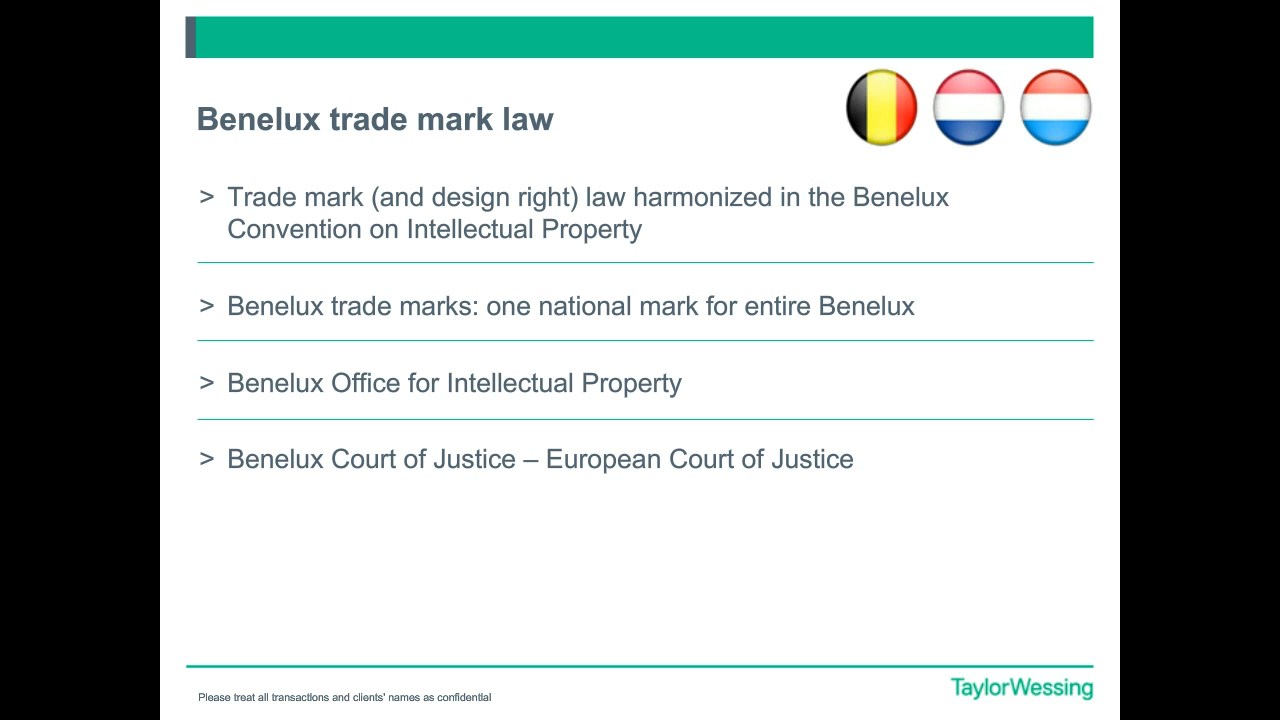 Benelux trade mark law
> Trade mark (and design right) law harmonized in the Benelux
Convention on Intellectual Property
> Benelux trade marks: one national mark for entire Benelux
> Benelux Office for Intellectual Property
> Benelux Court of Justice – European Court of Justice
Please treat all transactions and clients' names as confidential
TaylorWessing